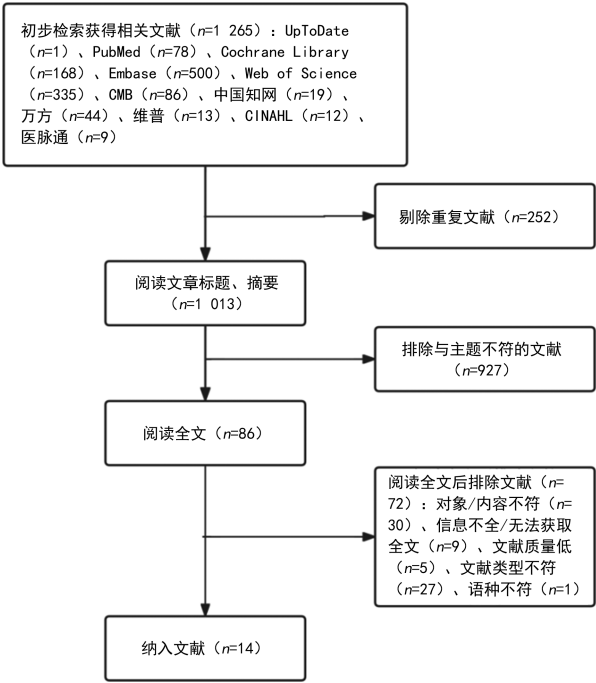 初步检索获得相关文献（n=1 265）：UpToDate
（n=1）、PubMed（n=78）、Cochrane Library
（n=168）、Embase（n=500）、Web of Science
（n=335）、CMB（n=86）、中国知网（n=19）、
万方（n=44）、维普（n=13）、CINAHL（n=12）、
医脉通（n=9）
剔除重复文献（n=252）
阅读文章标题、摘要
（n=1 013）
排除与主题不符的文献
（n=927）
阅读全文（n=86）
阅读全文后排除文献（n=
72）：对象/内容不符（n=
30）、信息不全/无法获取
全文（n=9）、文献质量低
（n=5）、文献类型不符
（n=27）、语种不符（n=1）
纳入文献（n=14）